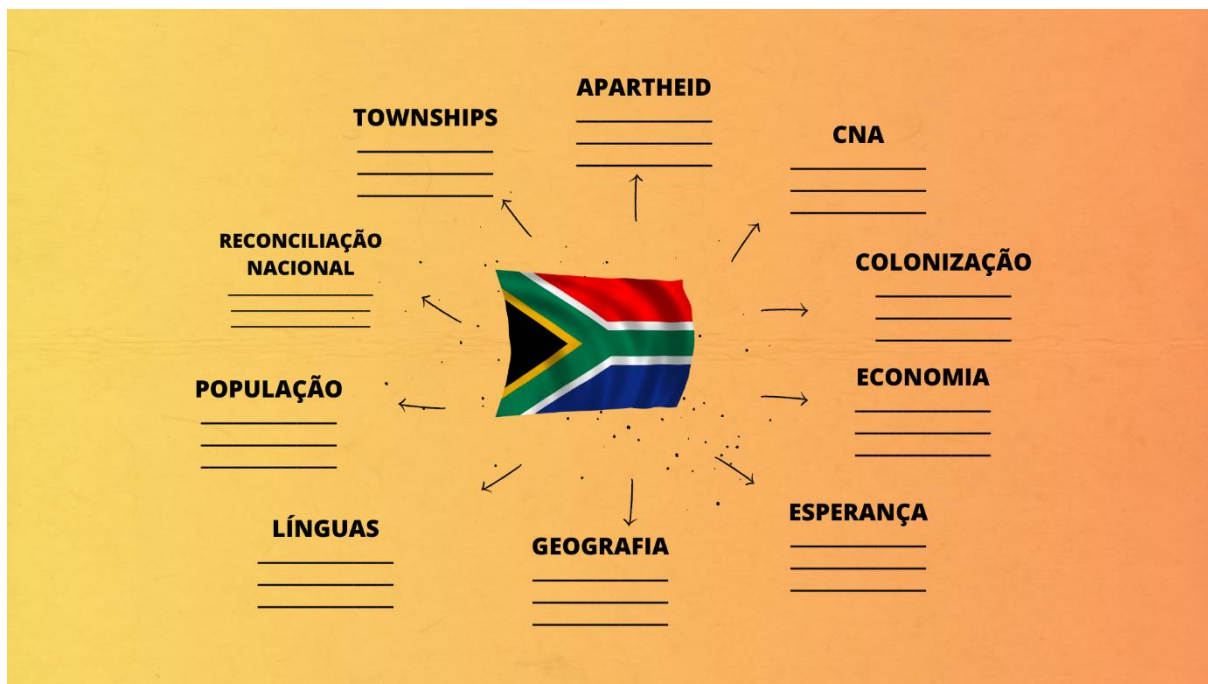 APARTHEID
TOWNSHIPS
CNA
RECONCILIAÇÃO
NACIONAL
COLONIZAÇÃO
POPULAÇÃO
ECONOMIA
LÍNGUAS
GEOGRAFIA
ESPERANÇA